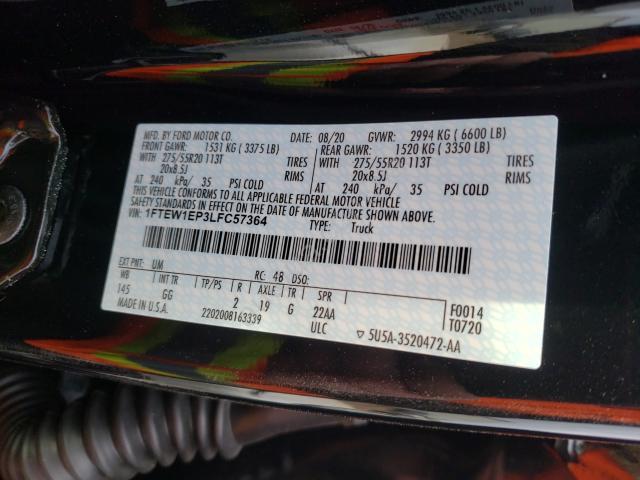 MFD. BY FORD MOTOR CO. DATE: 08/20 GVWR: 2994 KG ( 6600 LB)
FRONT GAWR: 1531 KG ( 3375 LB) REAR GAWR: 1520 KG ( 3350 LB)
WITH 275/55R20 113T TIRES WITH 275/55R20 113T TIRES
20x8.5J RIMS 20x8.5J RIMS
AT 240 kPa/ 35 PSI COLD AT 240 kPa/ 35 PSI COLD
THIS VEHICLE CONFORMS TO ALL APPLICABLE FEDERAL MOTOR VEHICLE
SAFETY STANDARDS IN EFFECT ON THE DATE OF MANUFACTURE SHOWN ABOVE.
VIN: 1FTEW1EP3LFC57364 TYPE: Truck
EXT PNT: UM RC: 48 DSO:
WB INT TR TP/PS R AXLE TR SPR
145 GG 2 19 G 22AA F0014
MADE IN U.S.A. 2202008163339 ULC T0720
5U5A-3520472-AA